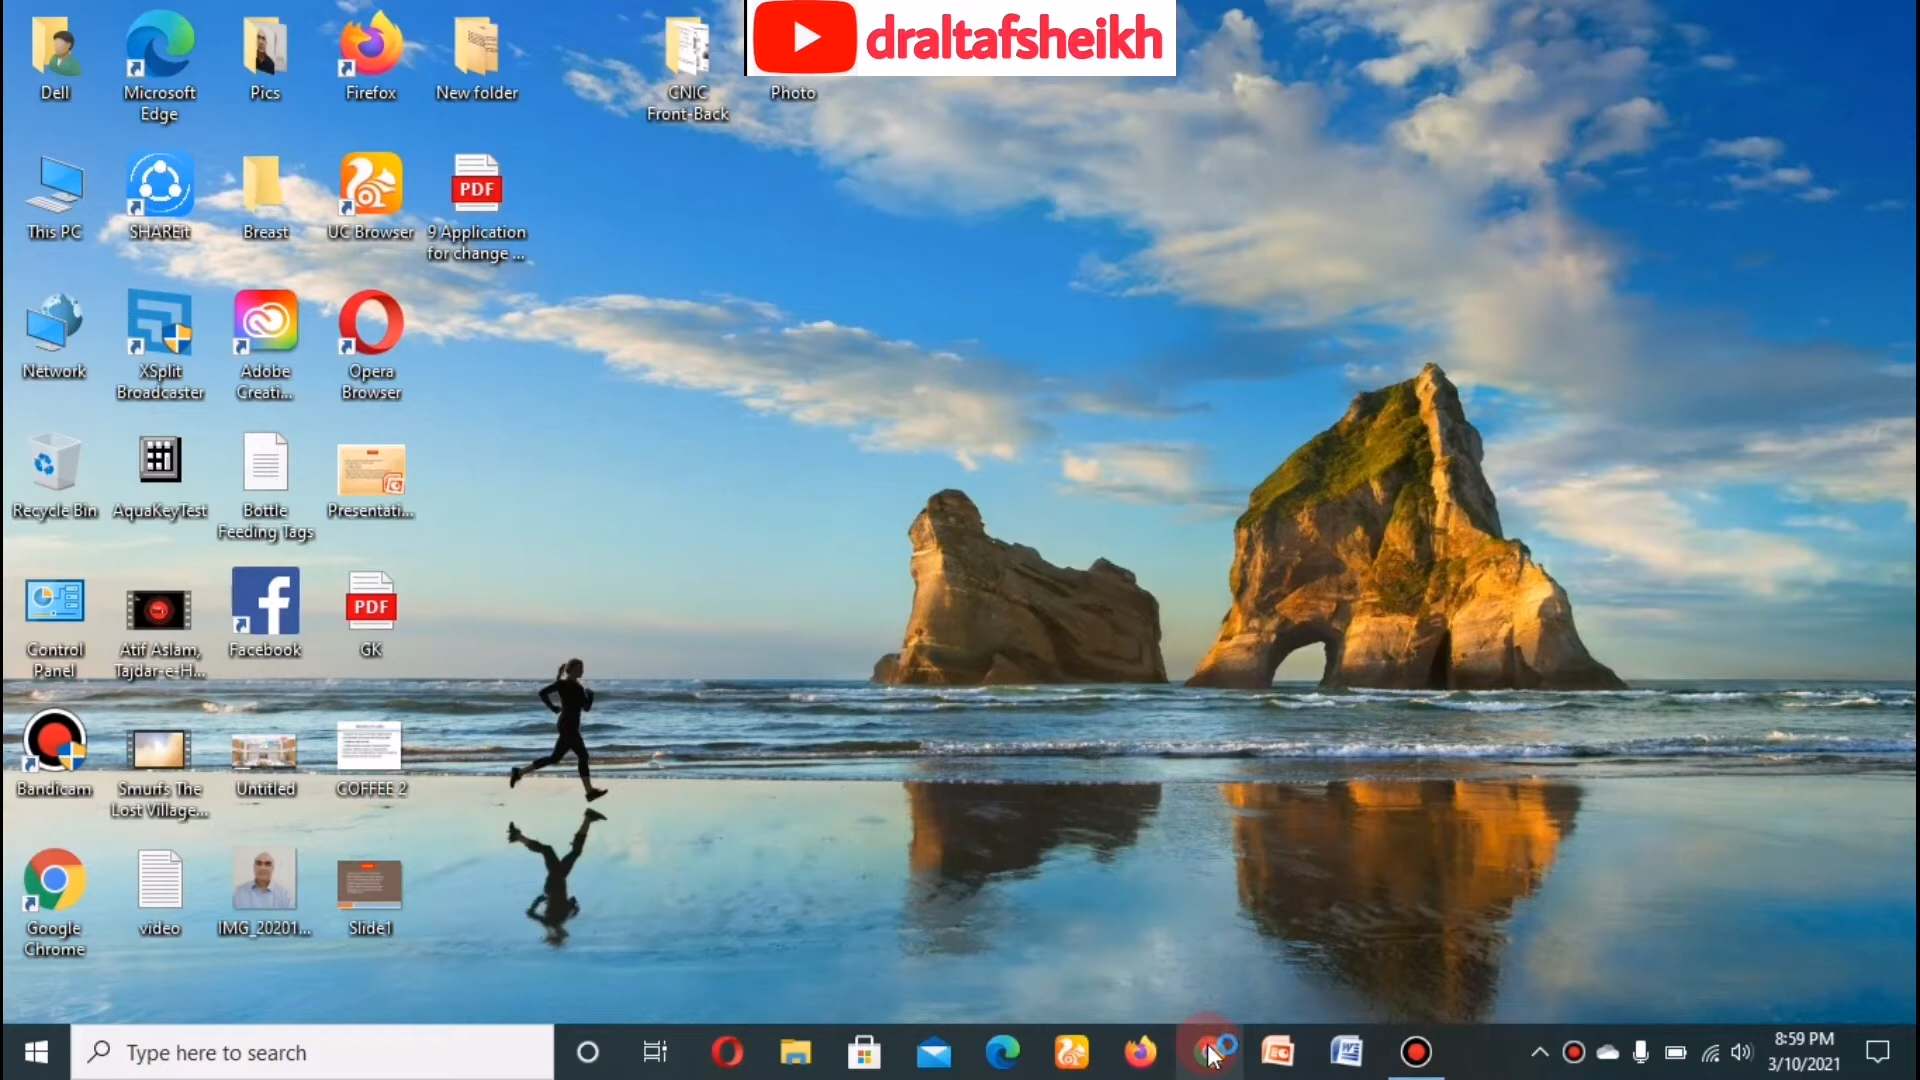 draltafsheikh
Dell
Microsoft
Edge
Pics
Firefox
New folder
CNIC
Front-Back
Photo
This PC
SHAREit
Breast
UC Browser
PDF
9 Application
for change ...
Network
XSplit
Broadcaster
Adobe
Creati...
Opera
Browser
Recycle Bin
AquaKeyTest
Bottle
Feeding Tags
Presentati...
Control
Panel
Atif Aslam,
Tajdar-e-H...
Facebook
PDF
GK
Bandicam
Smurfs The
Lost Village...
Untitled
COFFEE 2
Google
Chrome
video
IMG_20201...
Slide1
Type here to search
8:59 PM
3/10/2021